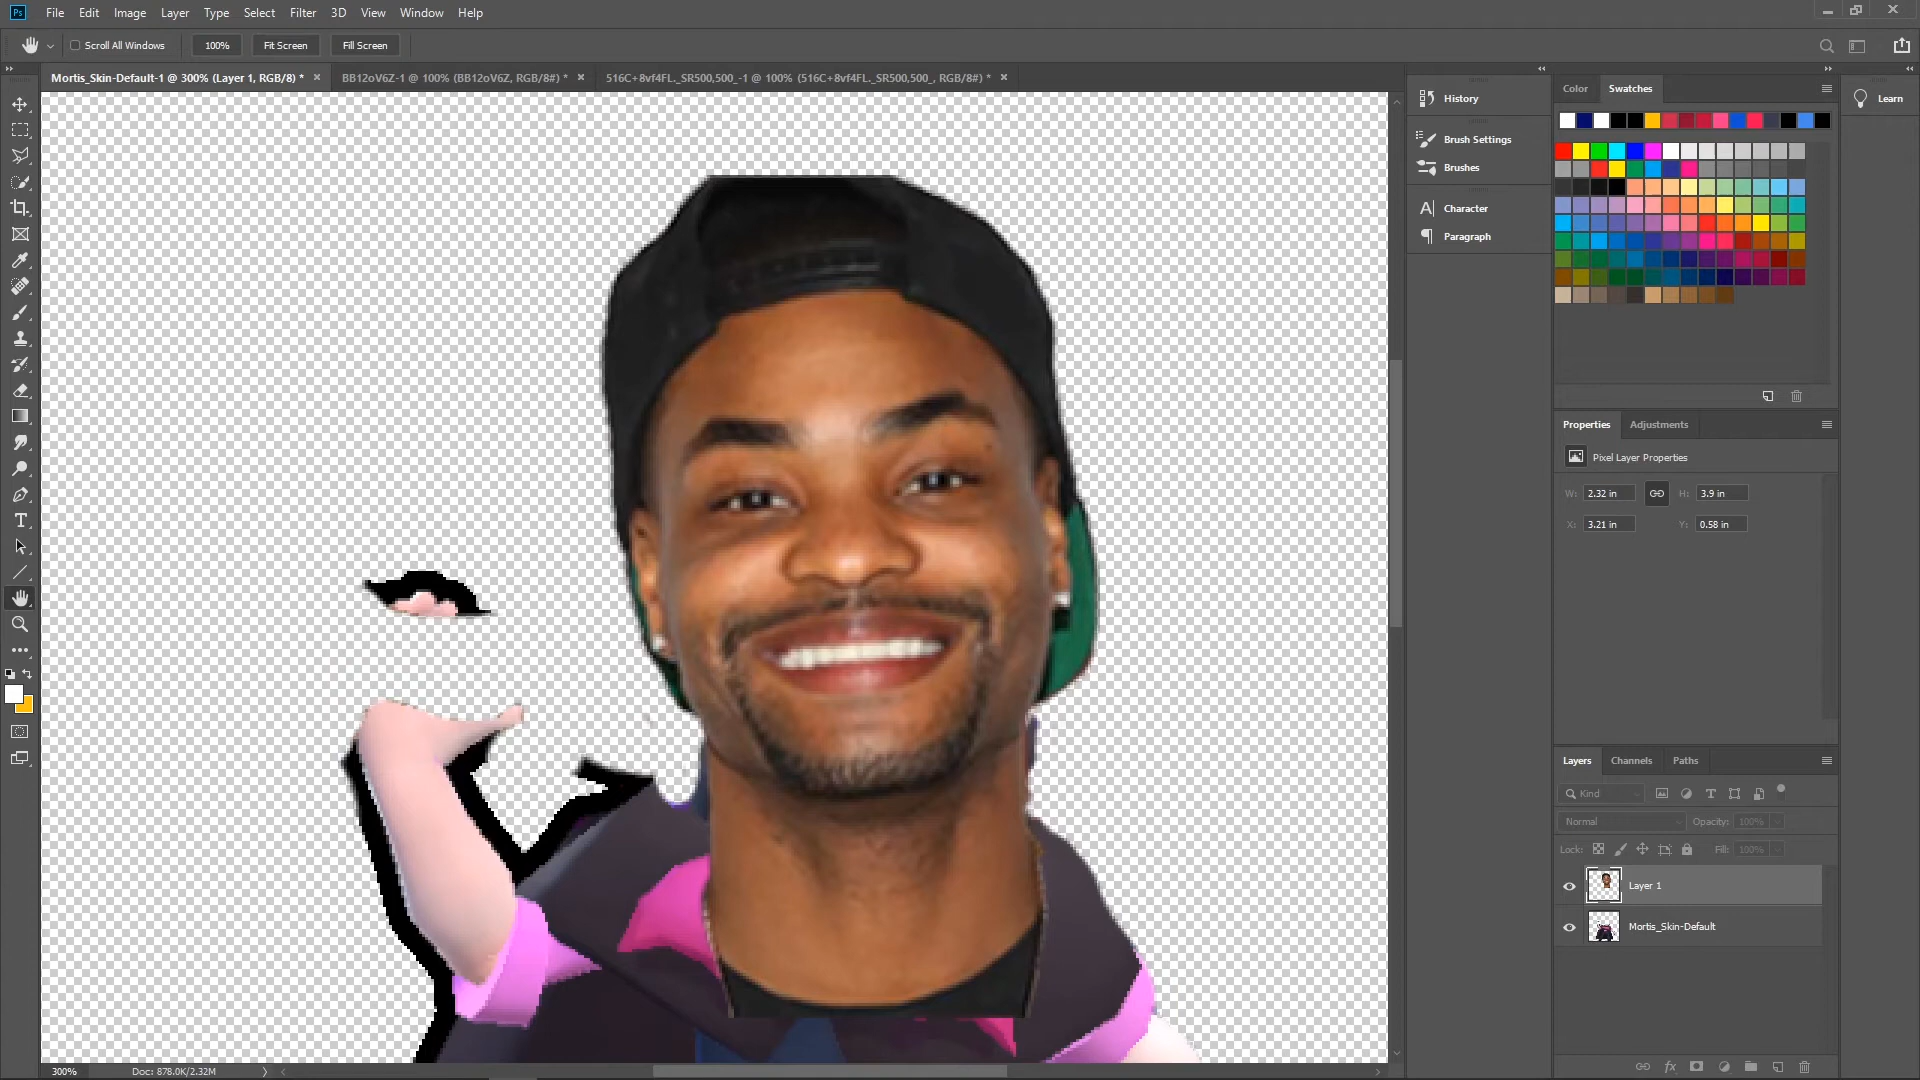 Ps File Edit Image Layer Type Select Filter 3D View Window Help
Scroll All Windows 100% Fit Screen Fill Screen
Mortis_Skin-Default-1 @ 300% (Layer 1, RGB/8) * × BB12oV6Z-1 @ 100% (BB12oV6Z, RGB/8#) * × 516C+8vf4FL._SR500,500_-1 @ 100% (516C+8vf4FL._SR500,500_, RGB/8#) * ×
Color Swatches
Learn
History
Brush Settings
Brushes
Character
Paragraph
Properties Adjustments
Pixel Layer Properties
W: 2.32 in H: 3.9 in
X: 3.21 in Y: 0.58 in
Layers Channels Paths
Kind
Normal Opacity: 100%
Lock: Fill: 100%
Layer 1
Mortis_Skin-Default
fx
300% Doc: 878.0K/2.32M